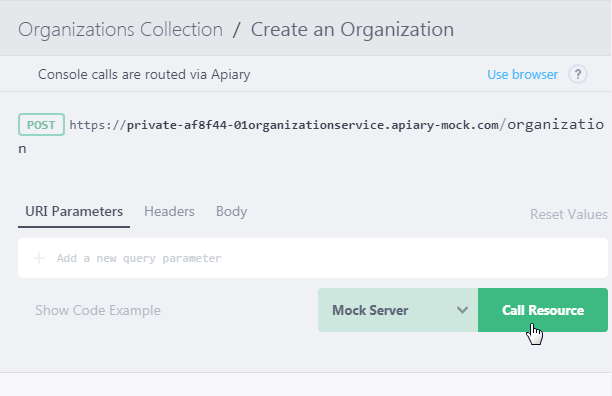 Organizations Collection / Create an Organization
Console calls are routed via Apiary Use browser ?
POST https://private-af8f44-01organizationservice.apiary-mock.com/organizatio
n
URI Parameters Headers Body Reset Values
+ Add a new query parameter
Show Code Example Mock Server Call Resource